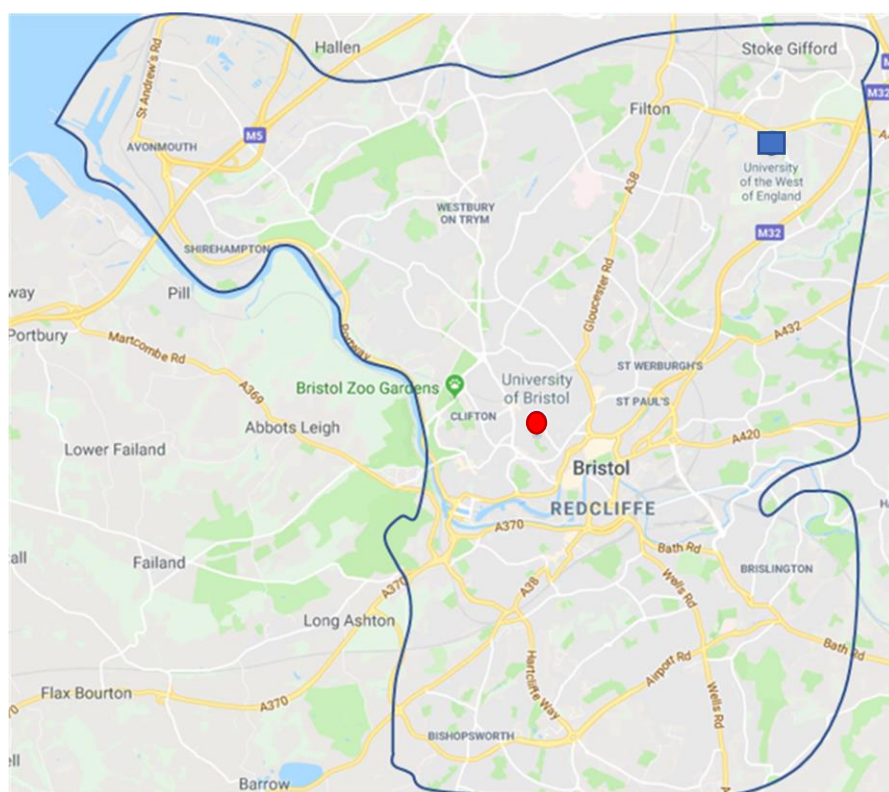 Hallen
Stoke Gifford
St Andrew's Rd
M32
Filton
M5
AVONMOUTH
University
of the West
of England
A38
WESTBURY
ON TRYM
M32
SHIREHAMPTON
way
Pill
Portbury
Martcombe Rd
Portway
Gloucester Rd
A432
ST WERBURGH'S
University
of Bristol
Bristol Zoo Gardens
A369
ST PAUL'S
CLIFTON
Abbots Leigh
A420
Lower Failand
Bristol
REDCLIFFE
A370
Failand
Bath Rd
BRISLINGTON
A370
A38
Wells Rd
Long Ashton
Bath Rd
Hartcliffe Way
Airport Rd
Flax Bourton
A370
Wells Rd
BISHOPSWORTH
Barrow